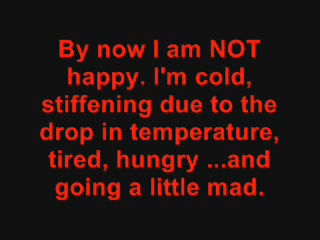 By now I am NOT
happy. I'm cold,
stiffening due to the
drop in temperature,
tired, hungry ...and
going a little mad.